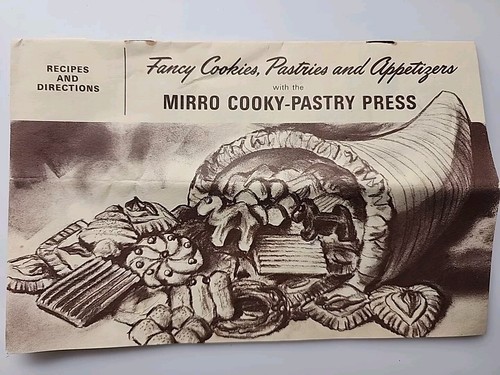 RECIPES
AND
DIRECTIONS
Fancy Cookies, Pastries and Appetizers
with the
MIRRO COOKY-PASTRY PRESS